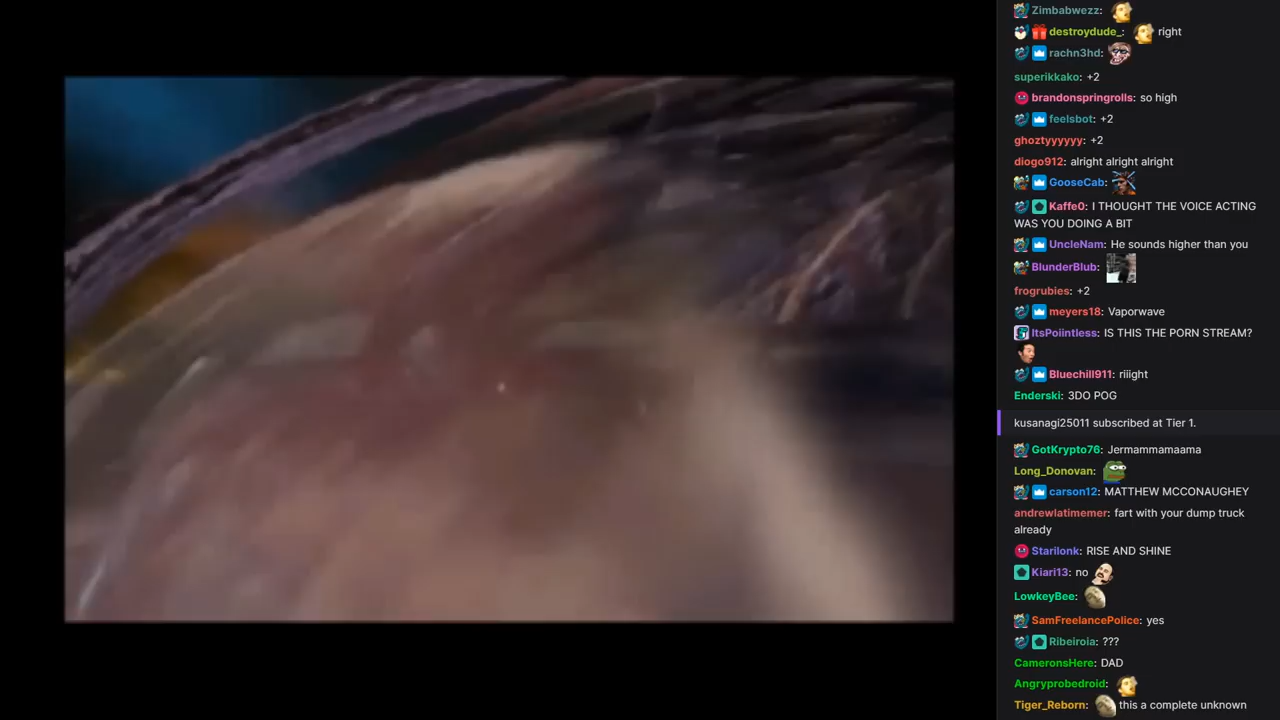 Zimbabwezz:
destroydude_: right
rachn3hd:
superikkako: +2
brandonspringrolls: so high
feelsbot: +2
ghoztyyyyyy: +2
diogo912: alright alright alright
GooseCab:
Kaffe0: I THOUGHT THE VOICE ACTING
WAS YOU DOING A BIT
UncleNam: He sounds higher than you
BlunderBlub:
frogrubies: +2
meyers18: Vaporwave
ItsPoiintless: IS THIS THE PORN STREAM?
Bluechill911: riiight
Enderski: 3DO POG
kusanagi25011 subscribed at Tier 1.
GotKrypto76: Jermammamaama
Long_Donovan:
carson12: MATTHEW MCCONAUGHEY
andrewlatimemer: fart with your dump truck
already
Starilonk: RISE AND SHINE
Kiari13: no
LowkeyBee:
SamFreelancePolice: yes
Ribeiroia: ???
CameronsHere: DAD
Angryprobedroid:
Tiger_Reborn: this a complete unknown